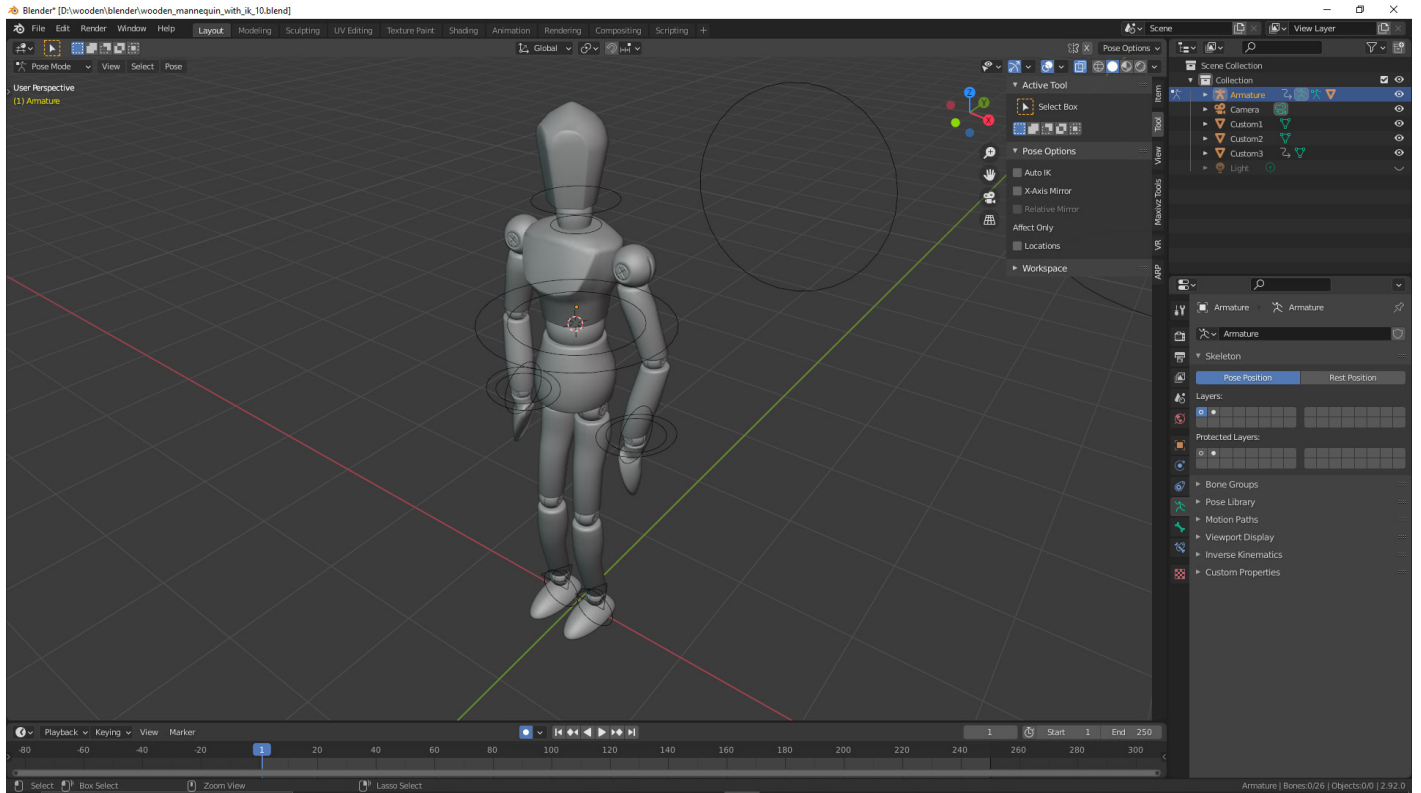 Blender* [D:\wooden\blender\wooden_mannequin_with_ik_10.blend]
File Edit Render Window Help Layout Modeling Sculpting UV Editing Texture Paint Shading Animation Rendering Compositing Scripting + Scene View Layer
Global Pose Options
Pose Mode View Select Pose
User Perspective
(1) Armature
Z
Y
X
Active Tool
Select Box
Pose Options
Auto IK
X-Axis Mirror
Relative Mirror
Affect Only
Locations
Workspace
Item
Tool
View
Maxivz Tools
VR
ARP
Scene Collection
Collection
Armature
Camera
Custom1
Custom2
Custom3
Light
Armature Armature
Armature
Skeleton
Pose Position Rest Position
Layers:
Protected Layers:
Bone Groups
Pose Library
Motion Paths
Viewport Display
Inverse Kinematics
Custom Properties
Playback Keying View Marker 1 Start 1 End 250
-80 -60 -40 -20 1 20 40 60 80 100 120 140 160 180 200 220 240 260 280 300
Select Box Select Zoom View Lasso Select Armature | Bones:0/26 | Objects:0/0 | 2.92.0